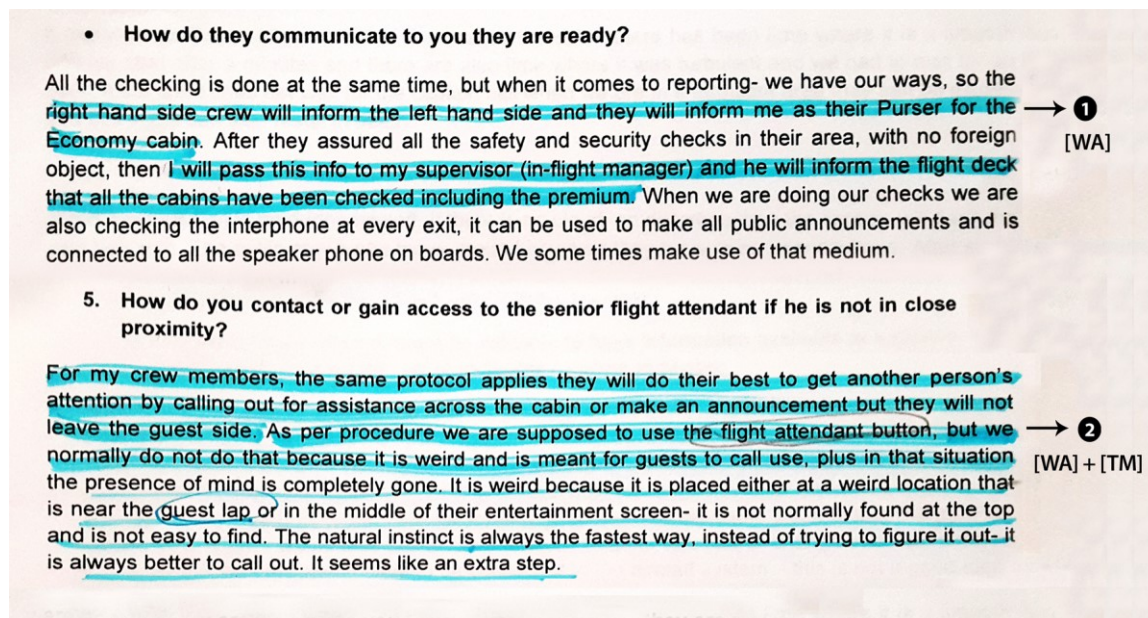 • How do they communicate to you they are ready?
All the checking is done at the same time, but when it comes to reporting- we have our ways, so the
right hand side crew will inform the left hand side and they will inform me as their Purser for the
Economy cabin. After they assured all the safety and security checks in their area, with no foreign
object, then I will pass this info to my supervisor (in-flight manager) and he will inform the flight deck
that all the cabins have been checked including the premium. When we are doing our checks we are
also checking the interphone at every exit, it can be used to make all public announcements and is
connected to all the speaker phone on boards. We some times make use of that medium.
❶
[WA]
5. How do you contact or gain access to the senior flight attendant if he is not in close
proximity?
For my crew members, the same protocol applies they will do their best to get another person's
attention by calling out for assistance across the cabin or make an announcement but they will not
leave the guest side. As per procedure we are supposed to use the flight attendant button, but we
normally do not do that because it is weird and is meant for guests to call use, plus in that situation
the presence of mind is completely gone. It is weird because it is placed either at a weird location that
is near the guest lap or in the middle of their entertainment screen- it is not normally found at the top
and is not easy to find. The natural instinct is always the fastest way, instead of trying to figure it out- it
is always better to call out. It seems like an extra step.
❷
[WA] + [TM]